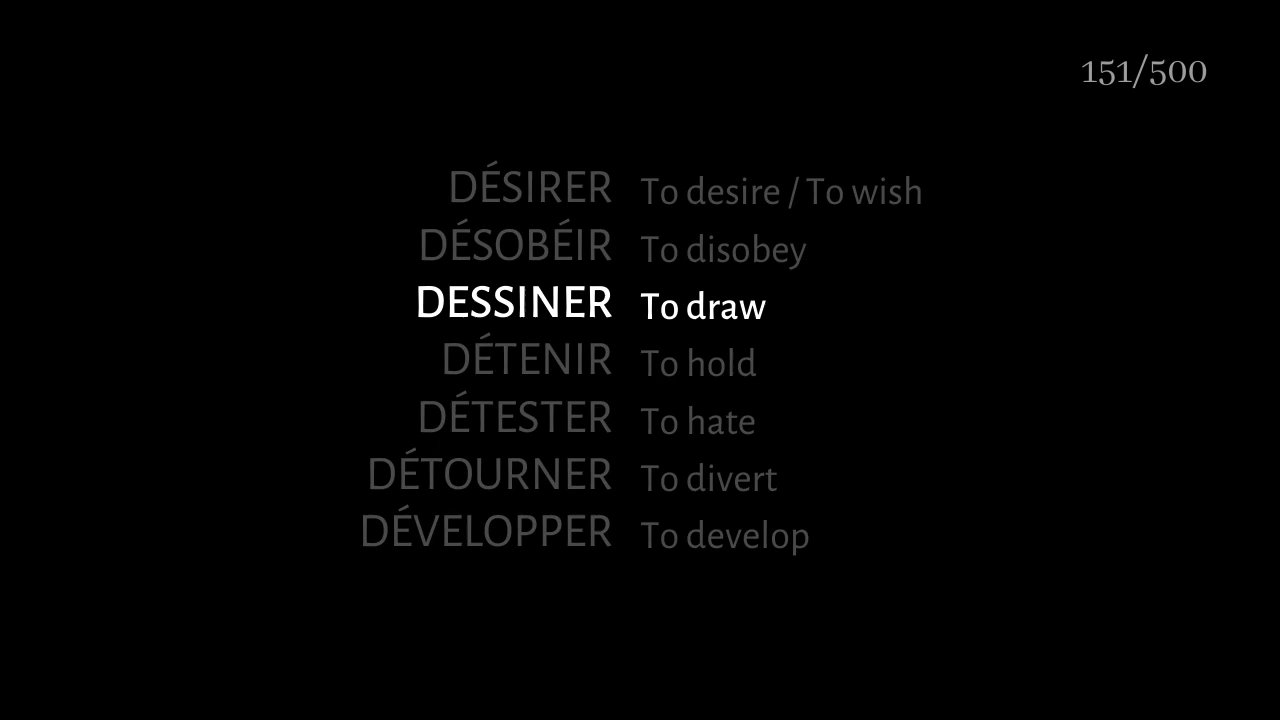 151/500
DÉSIRER To desire / To wish
DÉSOBÉIR To disobey
DESSINER To draw
DÉTENIR To hold
DÉTESTER To hate
DÉTOURNER To divert
DÉVELOPPER To develop